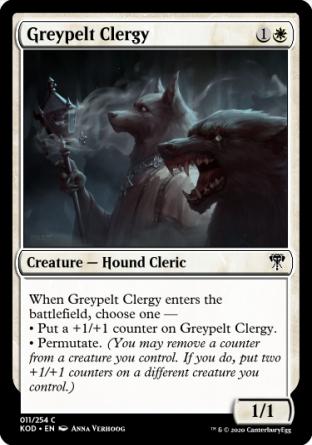 Greypelt Clergy 1
Creature — Hound Cleric
When Greypelt Clergy enters the
battlefield, choose one —
• Put a +1/+1 counter on Greypelt Clergy.
• Permutate. (You may remove a counter
from a creature you control. If you do, put two
+1/+1 counters on a different creature you
control.)
1/1
011/254 C
KOD • EN Anna Verhoog
™ & © 2020 CanterburyEgg